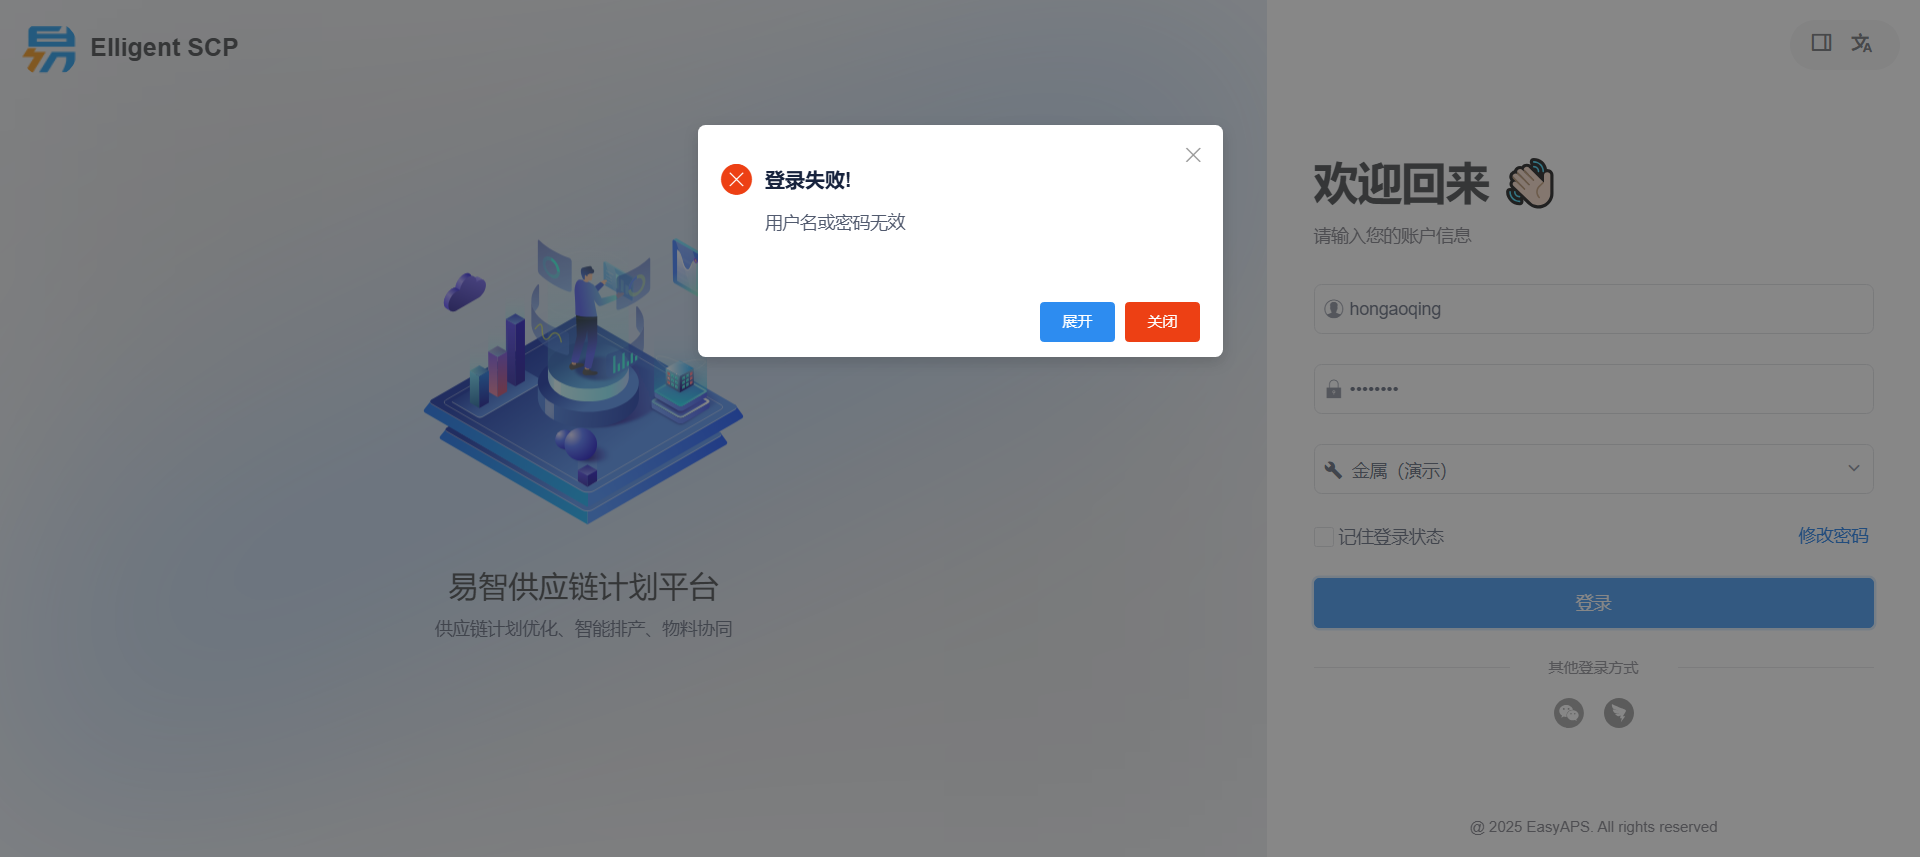 Elligent SCP
登录失败!
用户名或密码无效
展开
关闭
易智供应链计划平台
供应链计划优化、智能排产、物料协同
欢迎回来
请输入您的账户信息
hongaoqing
••••••••
金属（演示）
记住登录状态
修改密码
登录
其他登录方式
@ 2025 EasyAPS. All rights reserved